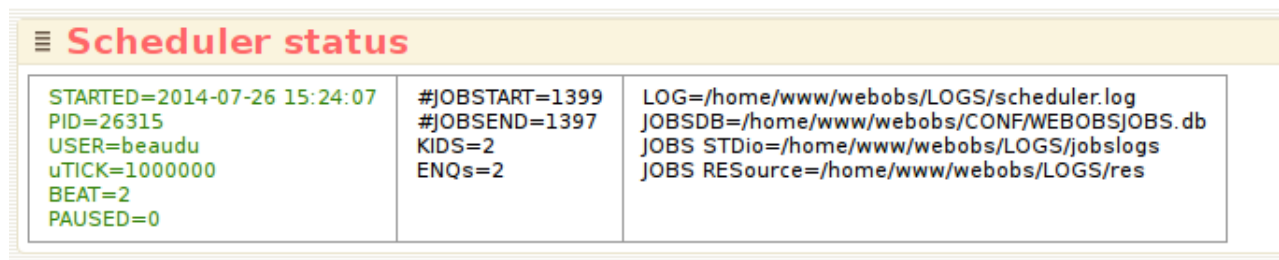 Scheduler status
STARTED=2014-07-26 15:24:07
PID=26315
USER=beaudu
uTICK=1000000
BEAT=2
PAUSED=0
#JOBSTART=1399
#JOBSEND=1397
KIDS=2
ENQs=2
LOG=/home/www/webobs/LOGS/scheduler.log
JOBSDB=/home/www/webobs/CONF/WEBOBSJOBS.db
JOBS STDio=/home/www/webobs/LOGS/jobslogs
JOBS RESource=/home/www/webobs/LOGS/res